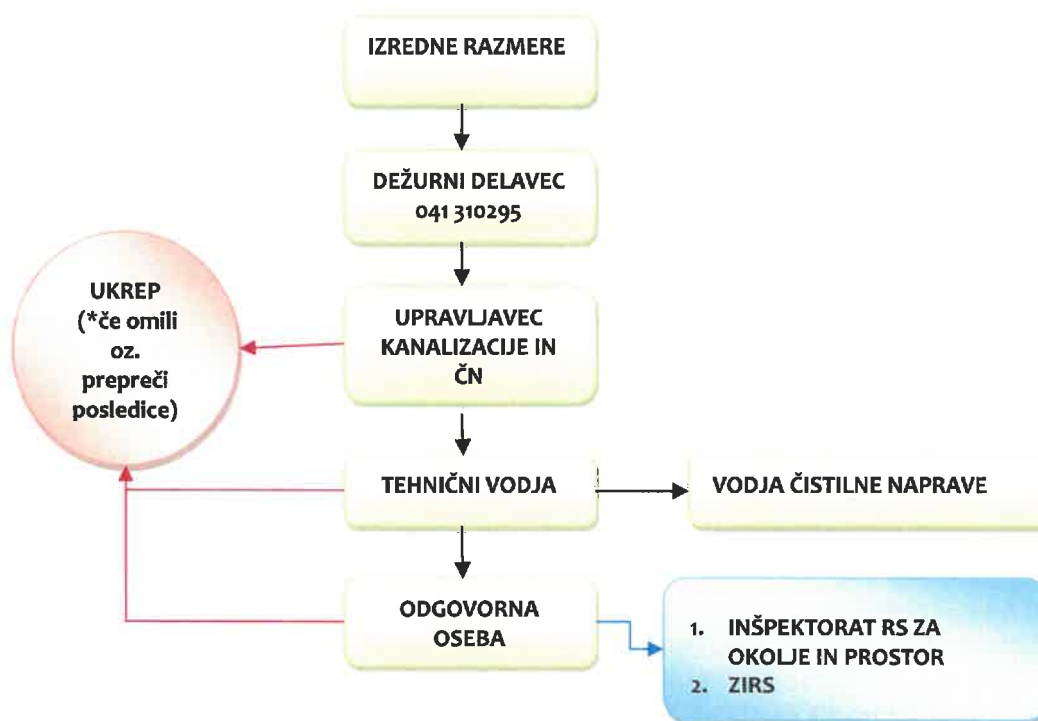 IZREDNE RAZMERE
DEŽURNI DELAVEC
041 310295
UKREP
(*če omili
oz.
prepreči
posledice)
UPRAVLJAVEC
KANALIZACIJE IN
ČN
TEHNIČNI VODJA
VODJA ČISTILNE NAPRAVE
ODGOVORNA
OSEBA
1. INŠPEKTORAT RS ZA
OKOLJE IN PROSTOR
2. ZIRS